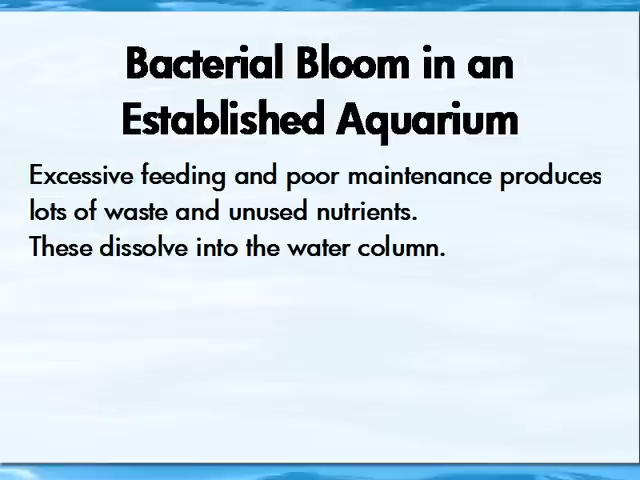 Bacterial Bloom in an
Established Aquarium
Excessive feeding and poor maintenance produces
lots of waste and unused nutrients.
These dissolve into the water column.